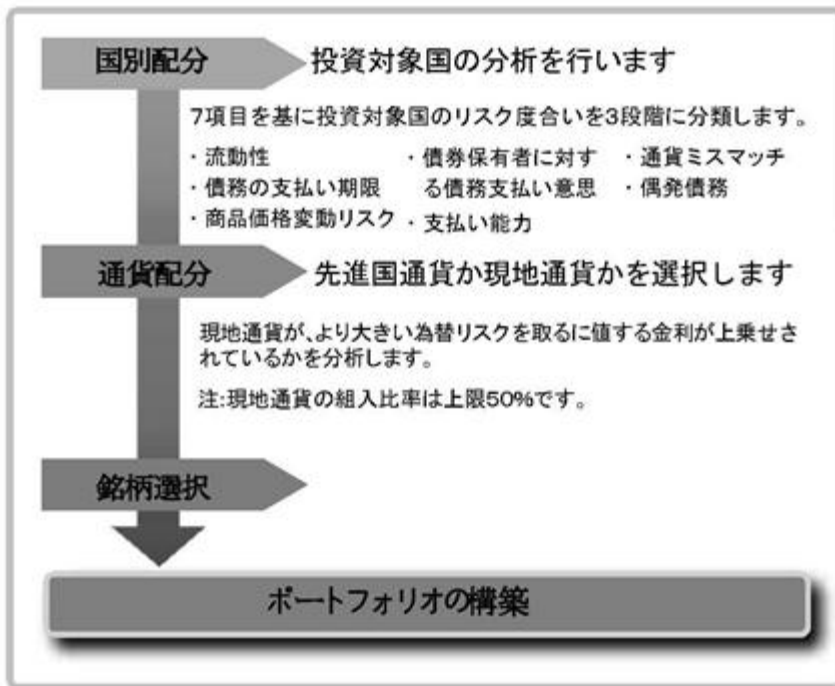 国別配分
投資対象国の分析を行います
7項目を基に投資対象国のリスク度合いを3段階に分類します。
・流動性
・債務の支払い期限
・商品価格変動リスク
・債券保有者に対す
る債務支払い意思
・支払い能力
・通貨ミスマッチ
・偶発債務
通貨配分
先進国通貨か現地通貨かを選択します
現地通貨が、より大きい為替リスクを取るに値する金利が上乗せさ
れているかを分析します。
注:現地通貨の組入比率は上限50%です。
銘柄選択
ポートフォリオの構築